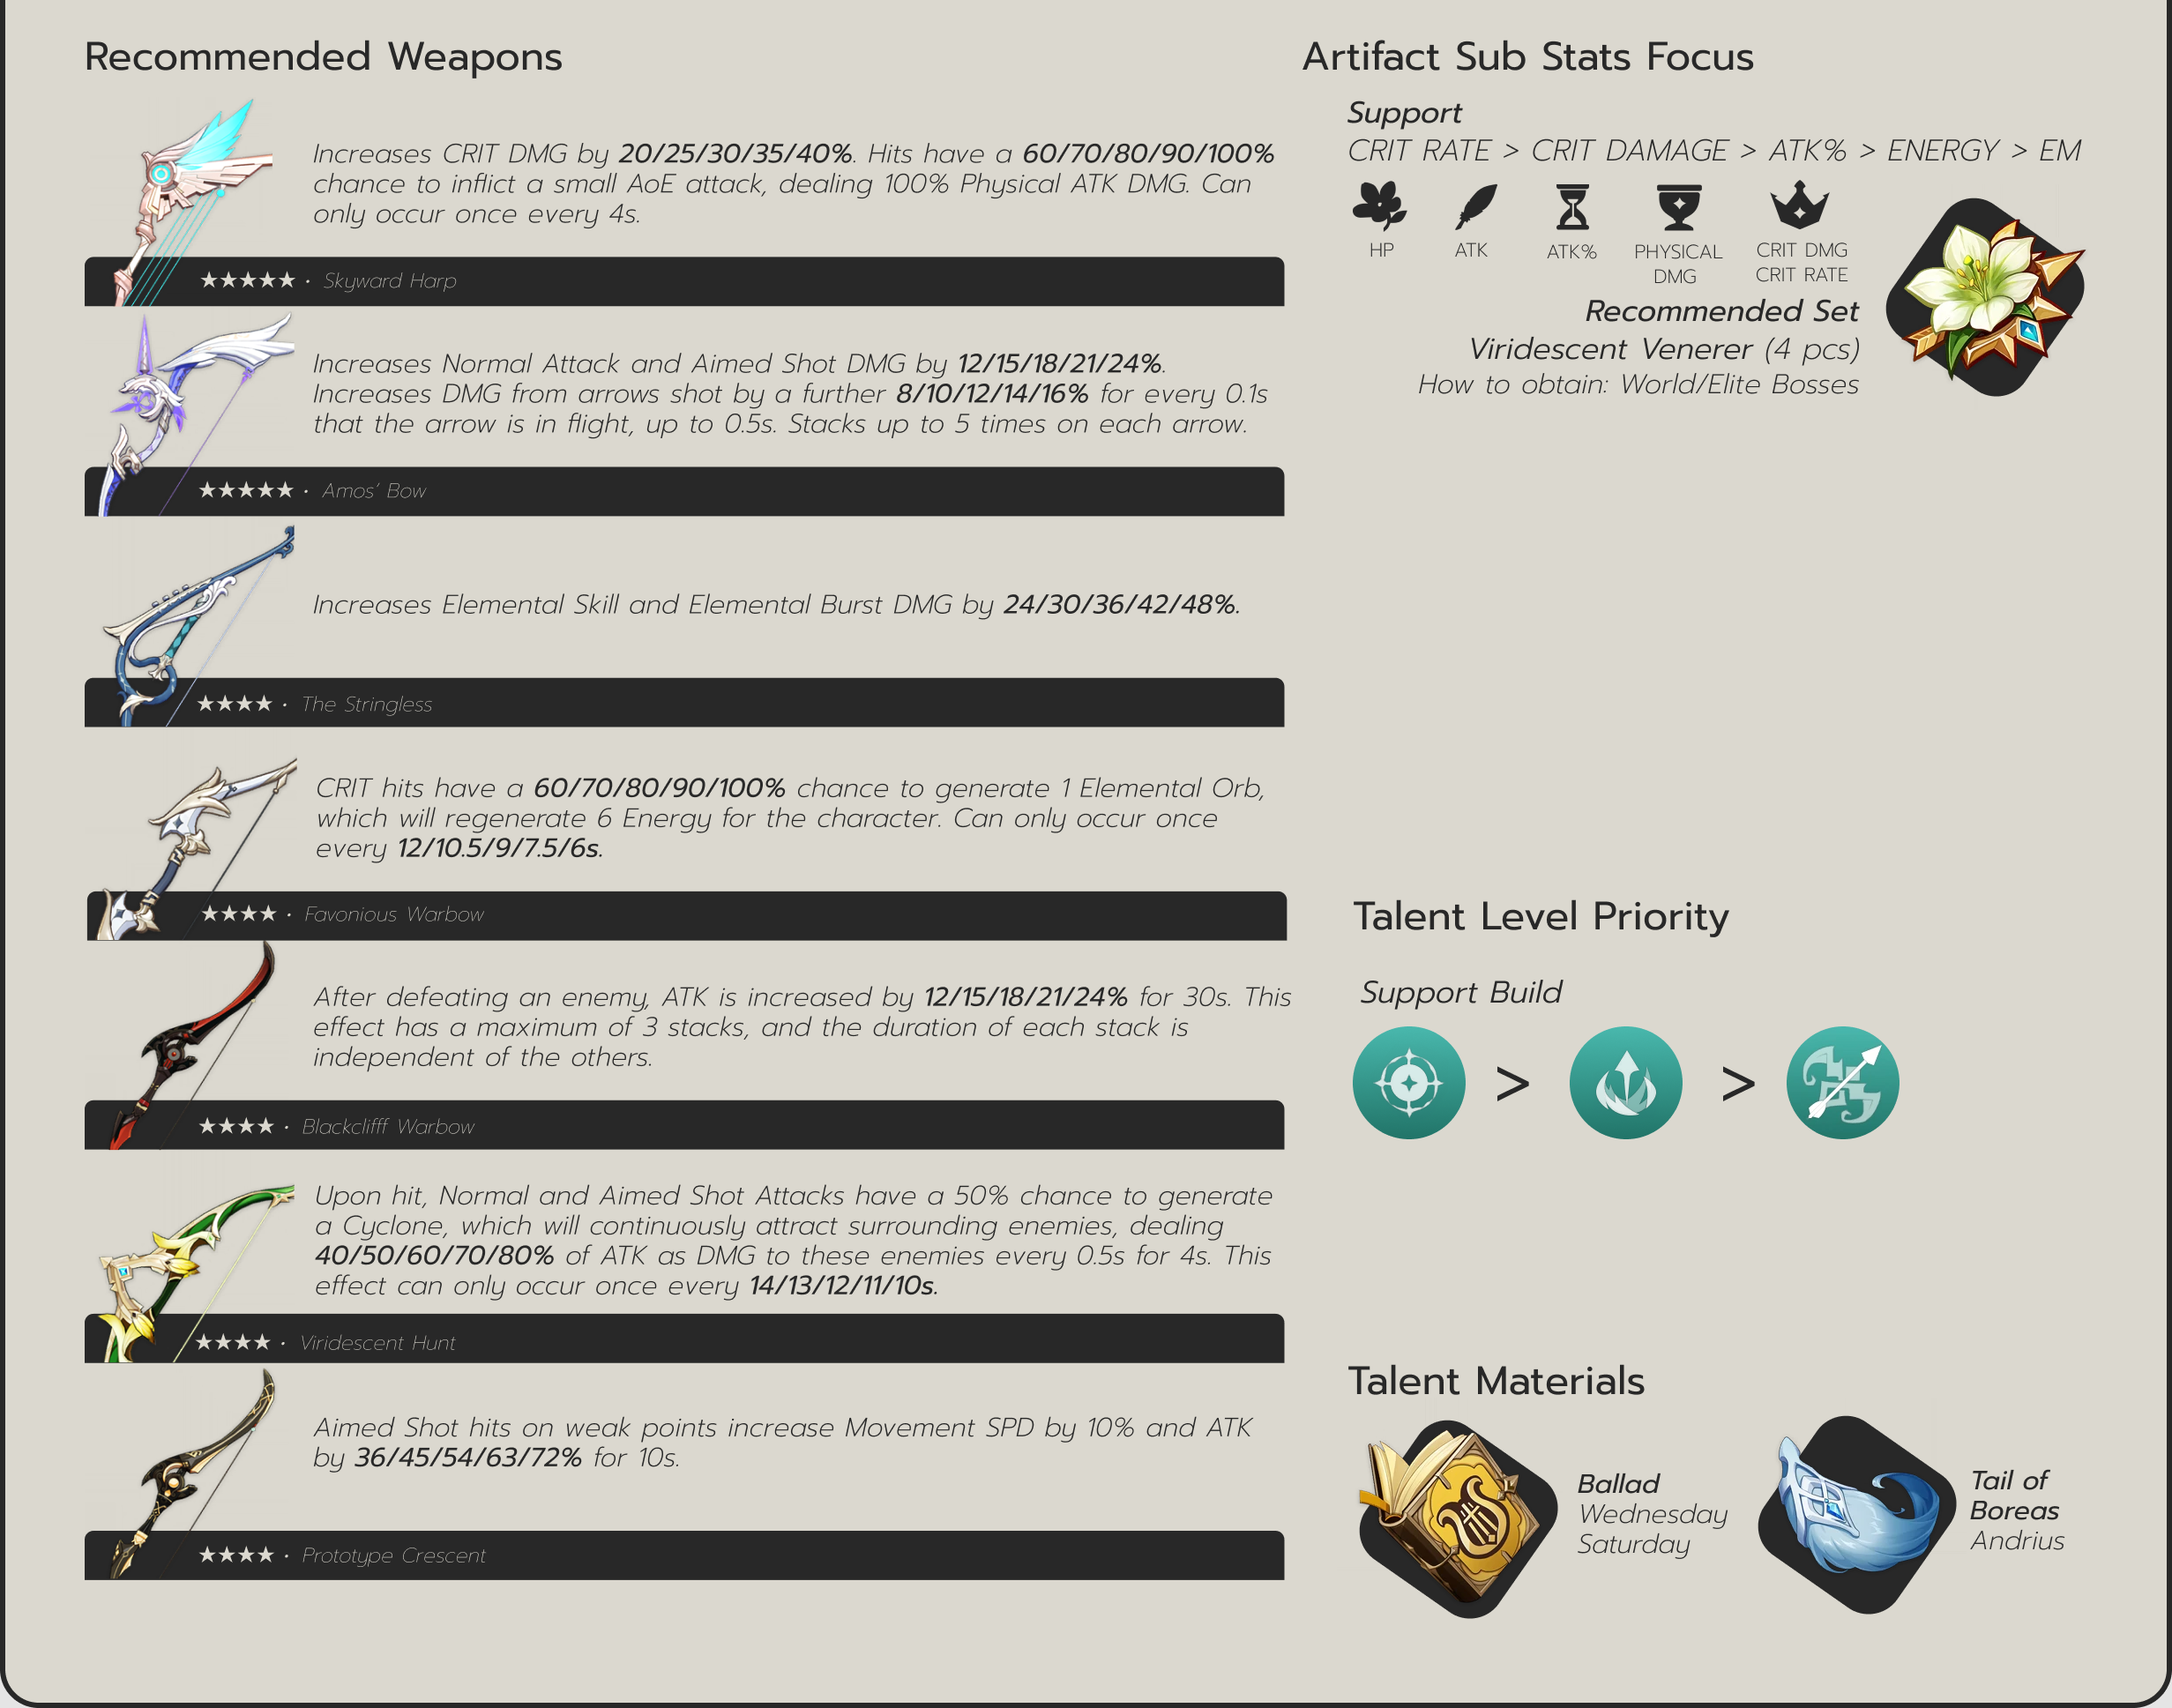 Recommended Weapons
Increases CRIT DMG by 20/25/30/35/40%. Hits have a 60/70/80/90/100%
chance to inflict a small AoE attack, dealing 100% Physical ATK DMG. Can
only occur once every 4s.
★★★★★ · Skyward Harp
Increases Normal Attack and Aimed Shot DMG by 12/15/18/21/24%.
Increases DMG from arrows shot by a further 8/10/12/14/16% for every 0.1s
that the arrow is in flight, up to 0.5s. Stacks up to 5 times on each arrow.
★★★★★ · Amos' Bow
Increases Elemental Skill and Elemental Burst DMG by 24/30/36/42/48%.
★★★★ · The Stringless
CRIT hits have a 60/70/80/90/100% chance to generate 1 Elemental Orb,
which will regenerate 6 Energy for the character. Can only occur once
every 12/10.5/9/7.5/6s.
★★★★ · Favonious Warbow
After defeating an enemy, ATK is increased by 12/15/18/21/24% for 30s. This
effect has a maximum of 3 stacks, and the duration of each stack is
independent of the others.
★★★★ · Blackclifff Warbow
Upon hit, Normal and Aimed Shot Attacks have a 50% chance to generate
a Cyclone, which will continuously attract surrounding enemies, dealing
40/50/60/70/80% of ATK as DMG to these enemies every 0.5s for 4s. This
effect can only occur once every 14/13/12/11/10s.
★★★★ · Viridescent Hunt
Aimed Shot hits on weak points increase Movement SPD by 10% and ATK
by 36/45/54/63/72% for 10s.
★★★★ · Prototype Crescent
Artifact Sub Stats Focus
Support
CRIT RATE > CRIT DAMAGE > ATK% > ENERGY > EM
HP
ATK
ATK%
PHYSICAL
DMG
CRIT DMG
CRIT RATE
Recommended Set
Viridescent Venerer (4 pcs)
How to obtain: World/Elite Bosses
Talent Level Priority
Support Build
> >
Talent Materials
Ballad
Wednesday
Saturday
Tail of
Boreas
Andrius